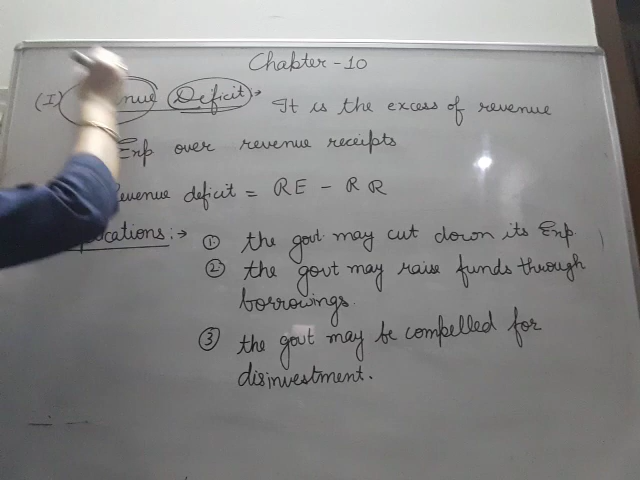 Chapter - 10
(I) Deficit → It is the excess of revenue
Exp over revenue receipts
Revenue deficit = RE - RR
① the govt. may cut down its Exp.
② the govt may raise funds through
borrowings.
③ the govt may be compelled for
disinvestment.